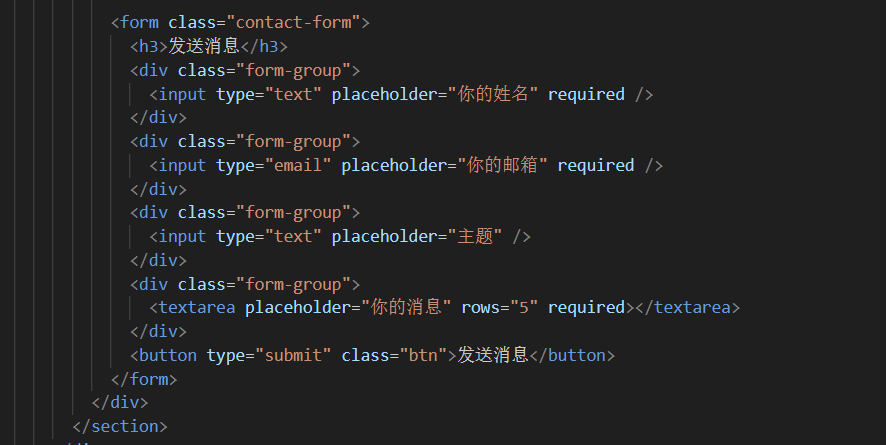 <form class="contact-form">
<h3>发送消息</h3>
<div class="form-group">
<input type="text" placeholder="你的姓名" required />
</div>
<div class="form-group">
<input type="email" placeholder="你的邮箱" required />
</div>
<div class="form-group">
<input type="text" placeholder="主题" />
</div>
<div class="form-group">
<textarea placeholder="你的消息" rows="5" required></textarea>
</div>
<button type="submit" class="btn">发送消息</button>
</form>
</div>
</section>